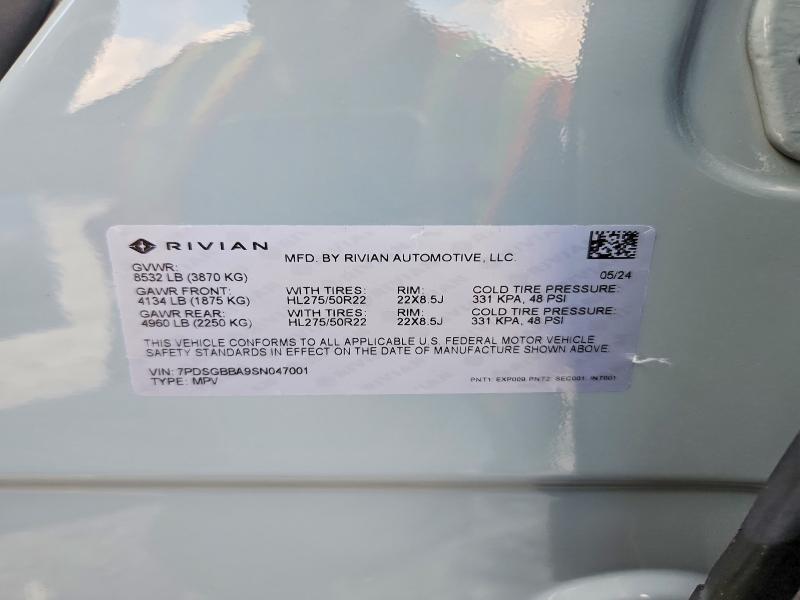 RIVIAN
MFD. BY RIVIAN AUTOMOTIVE, LLC.
GVWR:
8532 LB (3870 KG) 05/24
GAWR FRONT: WITH TIRES: RIM: COLD TIRE PRESSURE:
4134 LB (1875 KG) HL275/50R22 22X8.5J 331 KPA, 48 PSI
GAWR REAR: WITH TIRES: RIM: COLD TIRE PRESSURE:
4960 LB (2250 KG) HL275/50R22 22X8.5J 331 KPA, 48 PSI
THIS VEHICLE CONFORMS TO ALL APPLICABLE U.S. FEDERAL MOTOR VEHICLE
SAFETY STANDARDS IN EFFECT ON THE DATE OF MANUFACTURE SHOWN ABOVE.
VIN: 7PDSGBBA9SN047001
TYPE: MPV PNT1: EXP009 PNT2: SEC001 INT001